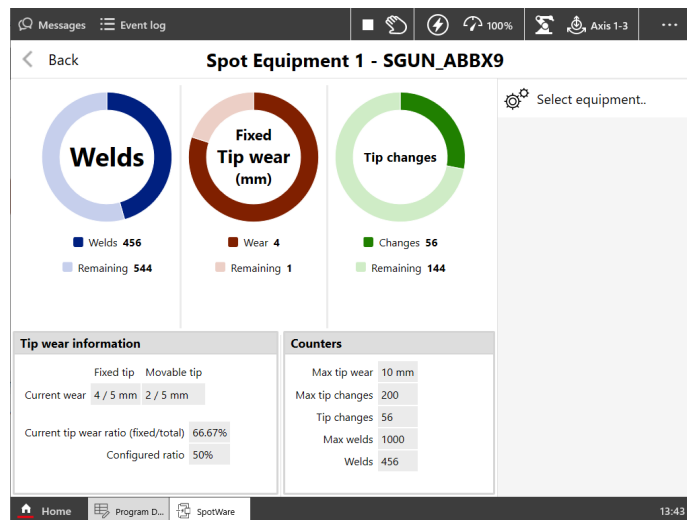 Messages Event log 100% Axis 1-3 ...
Back Spot Equipment 1 - SGUN_ABBX9
Select equipment..
Welds
Welds 456
Remaining 544
Fixed
Tip wear
(mm)
Wear 4
Remaining 1
Tip changes
Changes 56
Remaining 144
Tip wear information
Fixed tip Movable tip
Current wear 4 / 5 mm 2 / 5 mm
Current tip wear ratio (fixed/total) 66.67%
Configured ratio 50%
Counters
Max tip wear 10 mm
Max tip changes 200
Tip changes 56
Max welds 1000
Welds 456
Home Program D... SpotWare 13:43